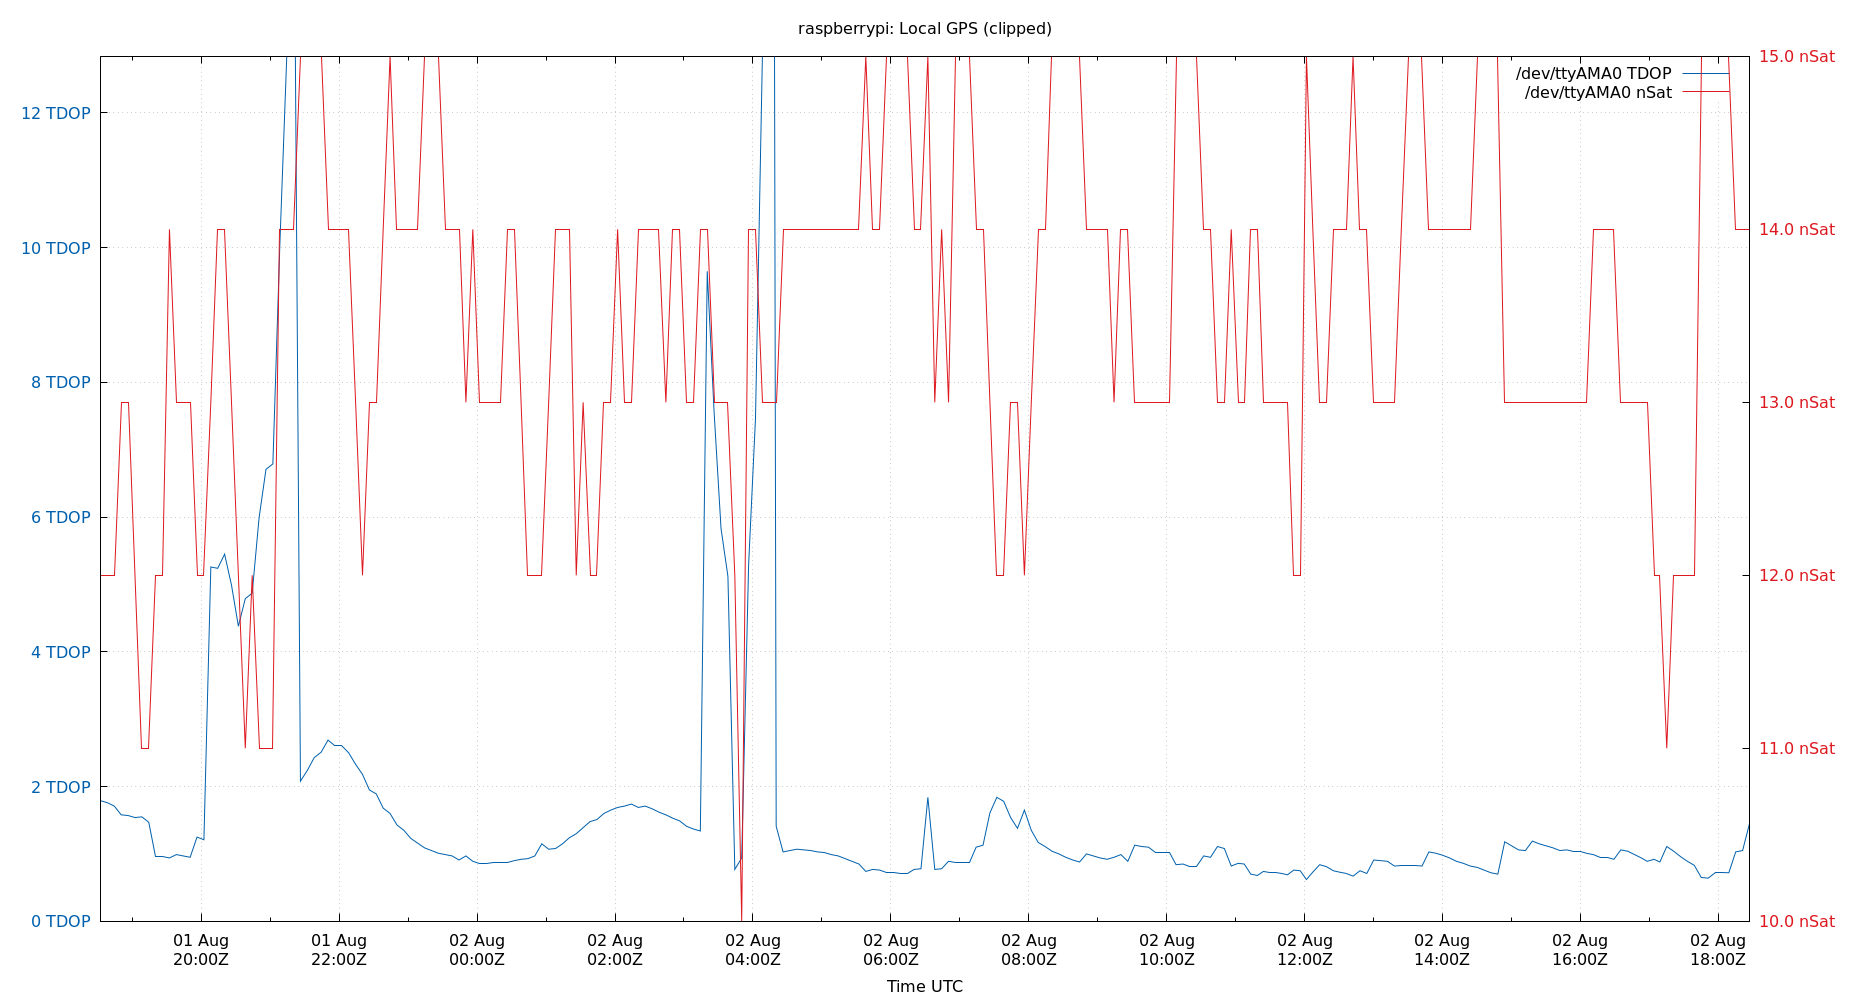 raspberrypi: Local GPS (clipped)
/dev/ttyAMA0 TDOP
/dev/ttyAMA0 nSat
12 TDOP
10 TDOP
8 TDOP
6 TDOP
4 TDOP
2 TDOP
0 TDOP
15.0 nSat
14.0 nSat
13.0 nSat
12.0 nSat
11.0 nSat
10.0 nSat
01 Aug
20:00Z
01 Aug
22:00Z
02 Aug
00:00Z
02 Aug
02:00Z
02 Aug
04:00Z
02 Aug
06:00Z
02 Aug
08:00Z
02 Aug
10:00Z
02 Aug
12:00Z
02 Aug
14:00Z
02 Aug
16:00Z
02 Aug
18:00Z
Time UTC